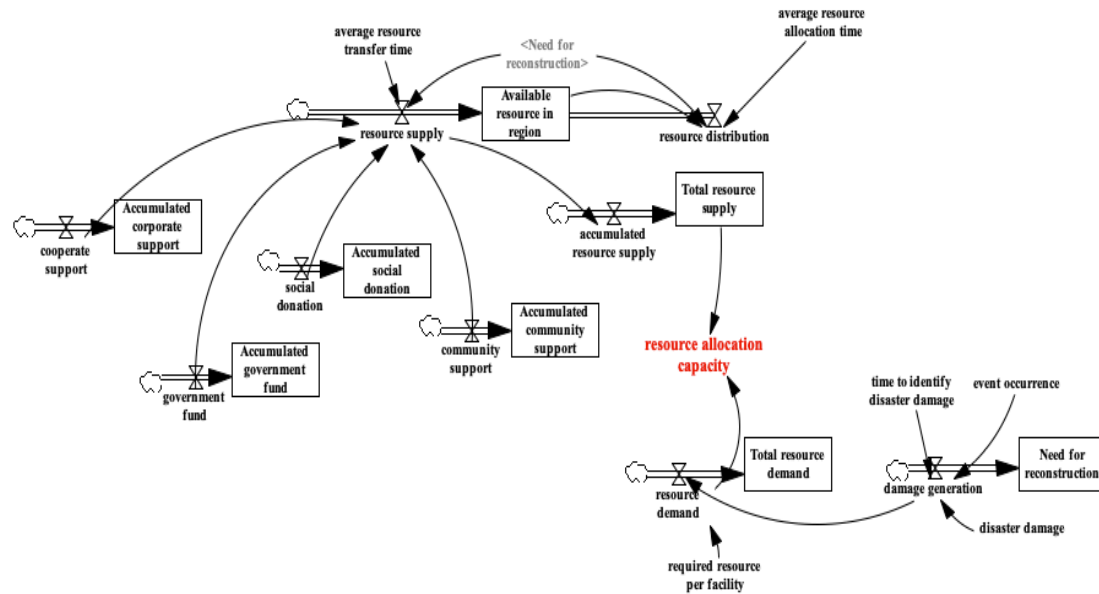 average resource
transfer time
<Need for
reconstruction>
average resource
allocation time
Available
resource in
region
resource supply
resource distribution
Total resource
supply
accumulated
resource supply
Accumulated
corporate
support
cooperate
support
Accumulated
social
donation
social
donation
Accumulated
community
support
community
support
Accumulated
government
fund
government
fund
resource allocation
capacity
time to identify
disaster damage
event occurrence
Total resource
demand
resource
demand
Need for
reconstruction
damage generation
disaster damage
required resource
per facility